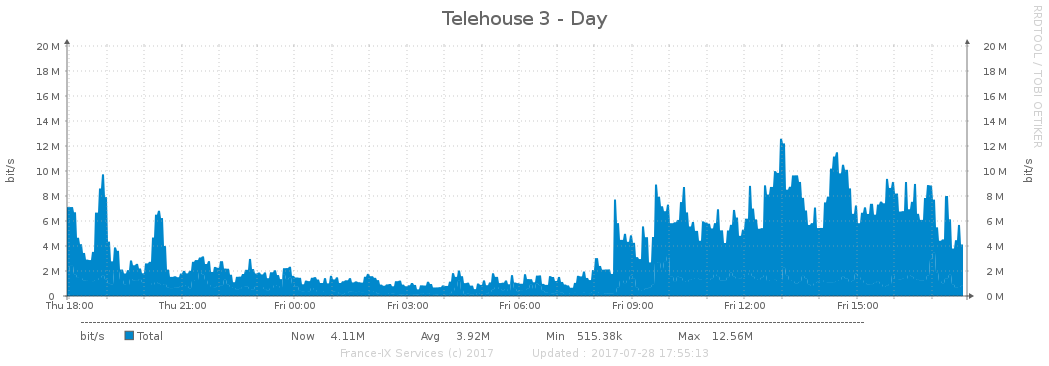 Telehouse 3 - Day
RRDTOOL / TOBI OETIKER
20 M 20 M
18 M 18 M
16 M 16 M
14 M 14 M
12 M 12 M
10 M 10 M
8 M 8 M
6 M 6 M
4 M 4 M
2 M 2 M
0 0 M
bit/s
bit/s
Thu 18:00 Thu 21:00 Fri 00:00 Fri 03:00 Fri 06:00 Fri 09:00 Fri 12:00 Fri 15:00
bit/s Total Now 4.11M Avg 3.92M Min 515.38k Max 12.56M
France-IX Services (c) 2017 Updated : 2017-07-28 17:55:13